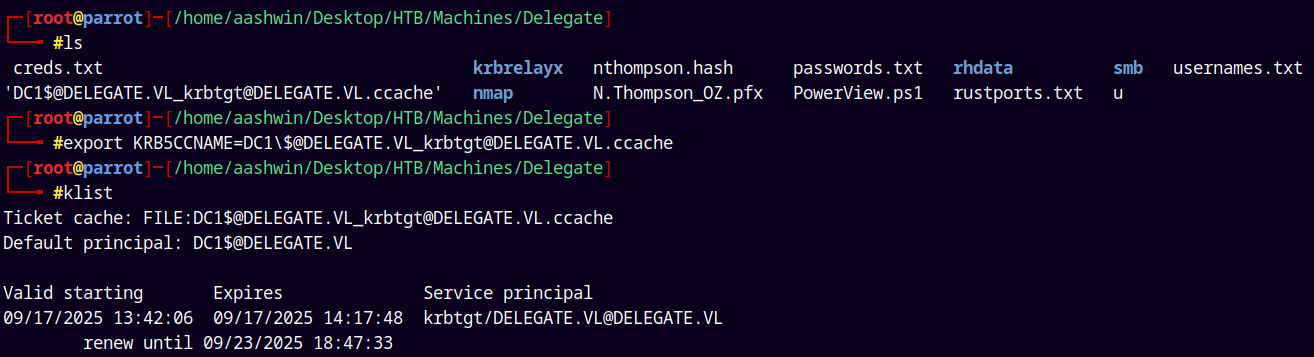 ┌─[root@parrot]─[/home/aashwin/Desktop/HTB/Machines/Delegate]
└──╼ #ls
creds.txt krbrelayx nthompson.hash passwords.txt rhdata smb usernames.txt
'DC1$@DELEGATE.VL_krbtgt@DELEGATE.VL.ccache' nmap N.Thompson_OZ.pfx PowerView.ps1 rustports.txt u
┌─[root@parrot]─[/home/aashwin/Desktop/HTB/Machines/Delegate]
└──╼ #export KRB5CCNAME=DC1\$@DELEGATE.VL_krbtgt@DELEGATE.VL.ccache
┌─[root@parrot]─[/home/aashwin/Desktop/HTB/Machines/Delegate]
└──╼ #klist
Ticket cache: FILE:DC1$@DELEGATE.VL_krbtgt@DELEGATE.VL.ccache
Default principal: DC1$@DELEGATE.VL
Valid starting Expires Service principal
09/17/2025 13:42:06 09/17/2025 14:17:48 krbtgt/DELEGATE.VL@DELEGATE.VL
renew until 09/23/2025 18:47:33